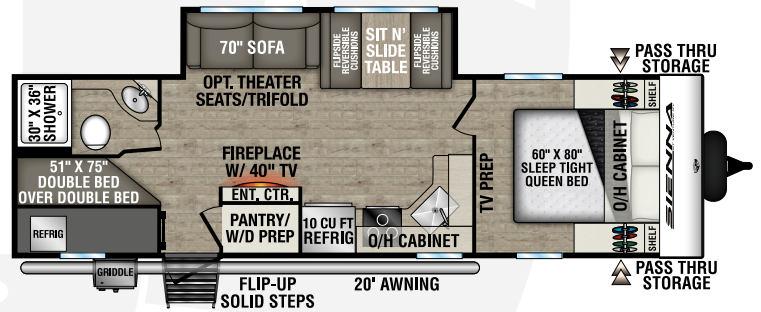 70" SOFA
OPT. THEATER
SEATS/TRIFOLD
FLIPSIDE
REVERSIBLE
CUSHIONS
SIT N'
SLIDE
TABLE
FLIPSIDE
REVERSIBLE
CUSHIONS
PASS THRU
STORAGE
30" X 36"
SHOWER
51" X 75"
DOUBLE BED
OVER DOUBLE BED
REFRIG
GRIDDLE
FIREPLACE
W/ 40" TV
ENT. CTR.
PANTRY/
W/D PREP
10 CU FT
REFRIG
O/H CABINET
TV PREP
60" X 80"
SLEEP TIGHT
QUEEN BED
O/H CABINET
SHELF
SHELF
SIENNA
FLIP-UP
SOLID STEPS
20' AWNING
PASS THRU
STORAGE